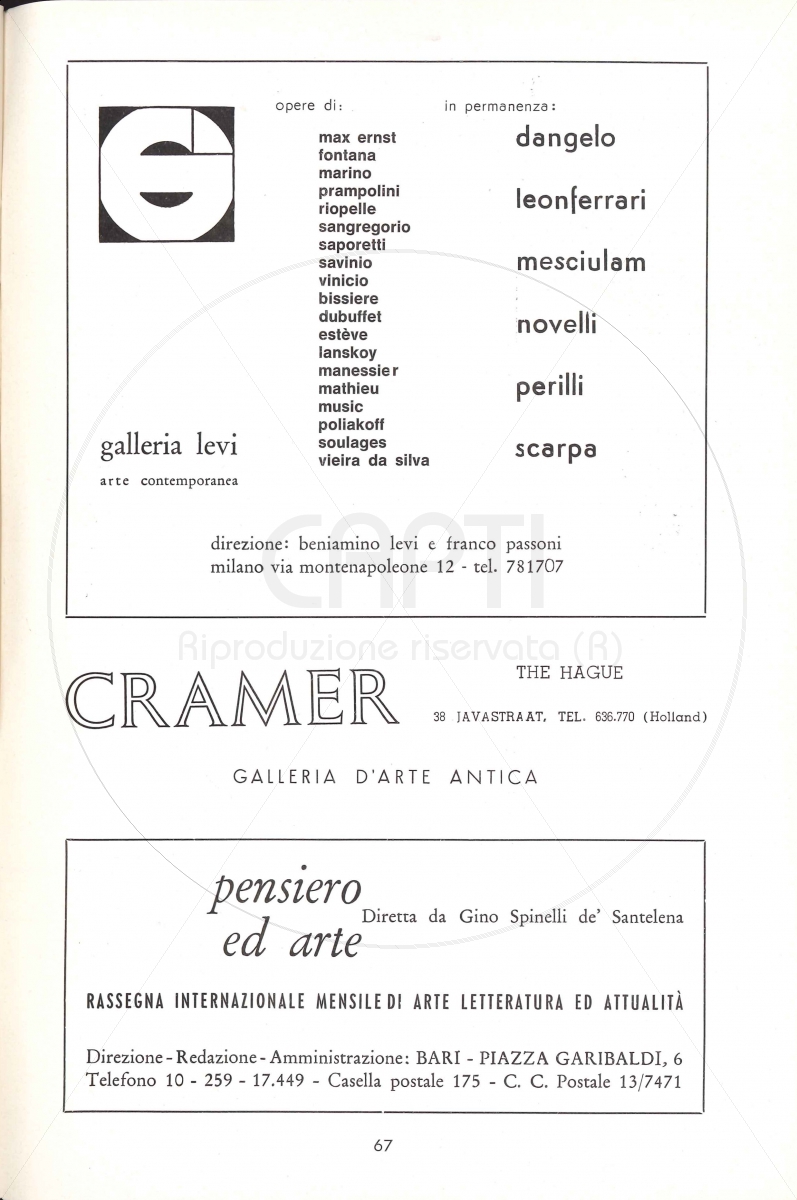 opere di:
max ernst
fontana
marino
prampolini
riopelle
sangregorio
saporetti
savinio
vinicio
bissiere
dubuffet
estève
lanskoy
manessier
mathieu
music
poliakoff
soulages
vieira da silva
in permanenza:
dangelo
leonferrari
mesciulam
novelli
perilli
scarpa
galleria levi
arte contemporanea
direzione: beniamino levi e franco passoni
milano via montenapoleone 12 - tel. 781707
CAPTI
Riproduzione riservata (R)
CRAMER
THE HAGUE
38 JAVASTRAAT, TEL. 636.770 (Holland)
GALLERIA D'ARTE ANTICA
pensiero
ed arte
Diretta da Gino Spinelli de' Santelena
RASSEGNA INTERNAZIONALE MENSILE DI ARTE LETTERATURA ED ATTUALITÀ
Direzione - Redazione - Amministrazione: BARI - PIAZZA GARIBALDI, 6
Telefono 10 - 259 - 17.449 - Casella postale 175 - C. C. Postale 13/7471
67